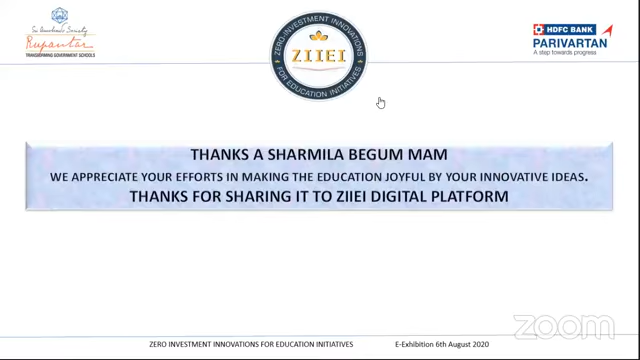 Sri Aurobindo Society
Rupantar
TRANSFORMING GOVERNMENT SCHOOLS
ZERO-INVESTMENT INNOVATIONS
ZIIEI
FOR EDUCATION INITIATIVES
HDFC BANK
PARIVARTAN
A step towards progress
THANKS A SHARMILA BEGUM MAM
WE APPRECIATE YOUR EFFORTS IN MAKING THE EDUCATION JOYFUL BY YOUR INNOVATIVE IDEAS.
THANKS FOR SHARING IT TO ZIIEI DIGITAL PLATFORM
zoom
ZERO INVESTMENT INNOVATIONS FOR EDUCATION INITIATIVES
E-Exhibition 6th August 2020